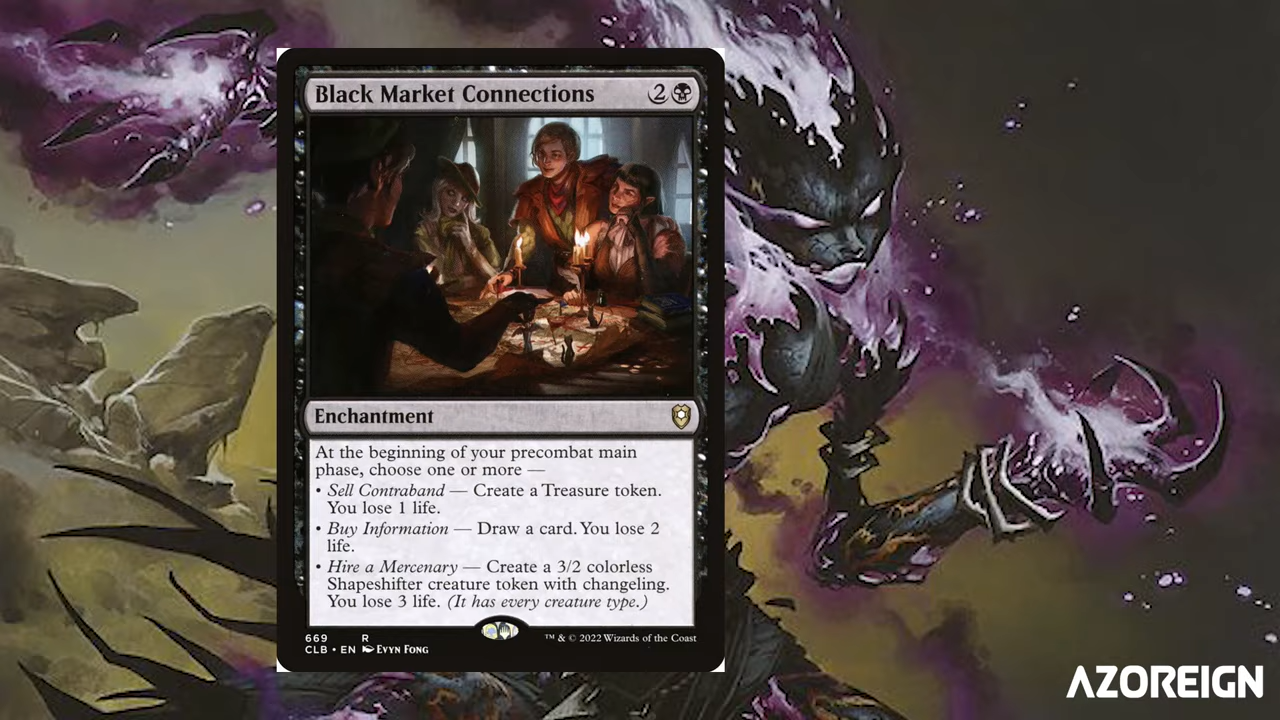 Black Market Connections 2
Enchantment
At the beginning of your precombat main
phase, choose one or more —
• Sell Contraband — Create a Treasure token.
You lose 1 life.
• Buy Information — Draw a card. You lose 2
life.
• Hire a Mercenary — Create a 3/2 colorless
Shapeshifter creature token with changeling.
You lose 3 life. (It has every creature type.)
669 R
™ & © 2022 Wizards of the Coast
CLB • EN Evyn Fong
AZOREIGN